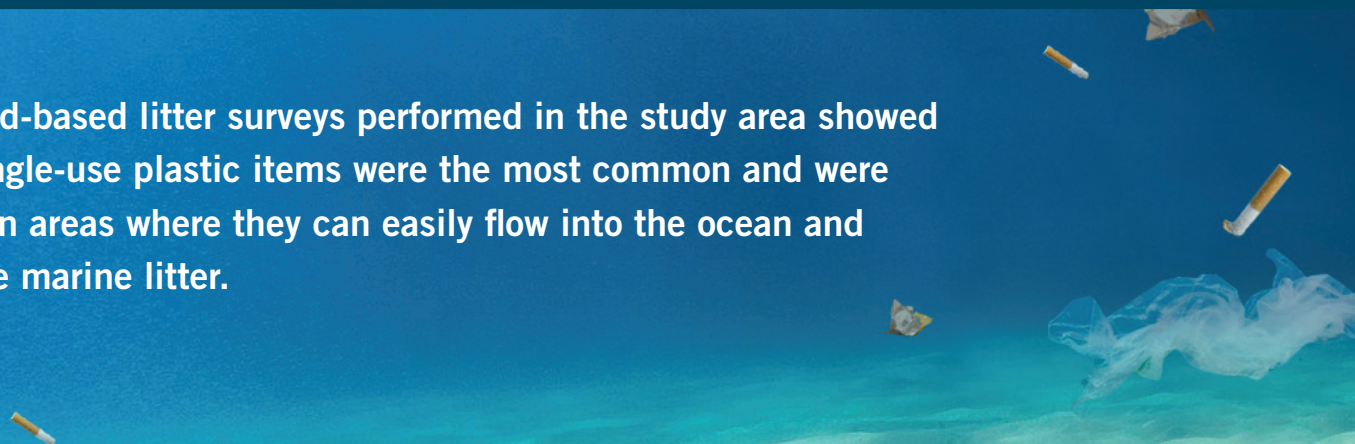 d-based litter surveys performed in the study area showed
ngle-use plastic items were the most common and were
n areas where they can easily flow into the ocean and
e marine litter.